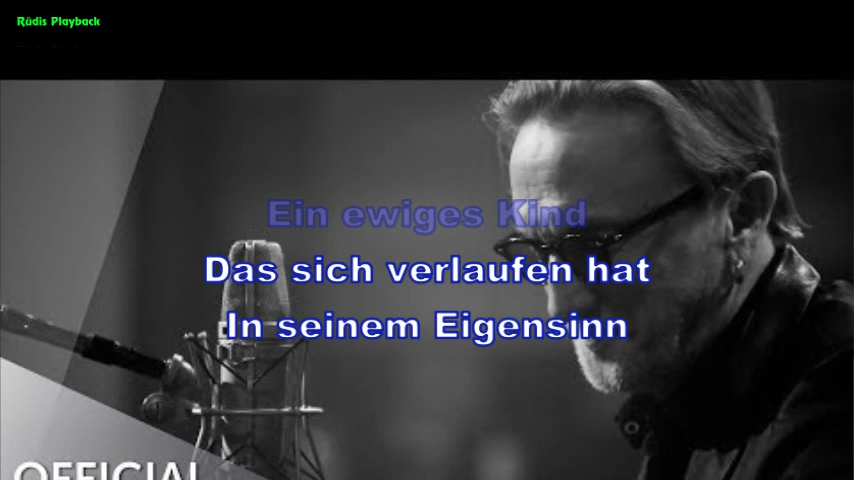 Rüdis Playback
Ein ewiges Kind
Das sich verlaufen hat
In seinem Eigensinn
OFFICIAL